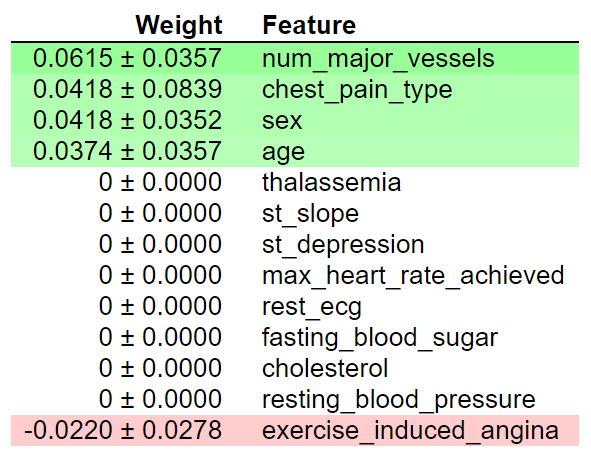 Weight Feature
0.0615 ± 0.0357 num_major_vessels
0.0418 ± 0.0839 chest_pain_type
0.0418 ± 0.0352 sex
0.0374 ± 0.0357 age
0 ± 0.0000 thalassemia
0 ± 0.0000 st_slope
0 ± 0.0000 st_depression
0 ± 0.0000 max_heart_rate_achieved
0 ± 0.0000 rest_ecg
0 ± 0.0000 fasting_blood_sugar
0 ± 0.0000 cholesterol
0 ± 0.0000 resting_blood_pressure
-0.0220 ± 0.0278 exercise_induced_angina